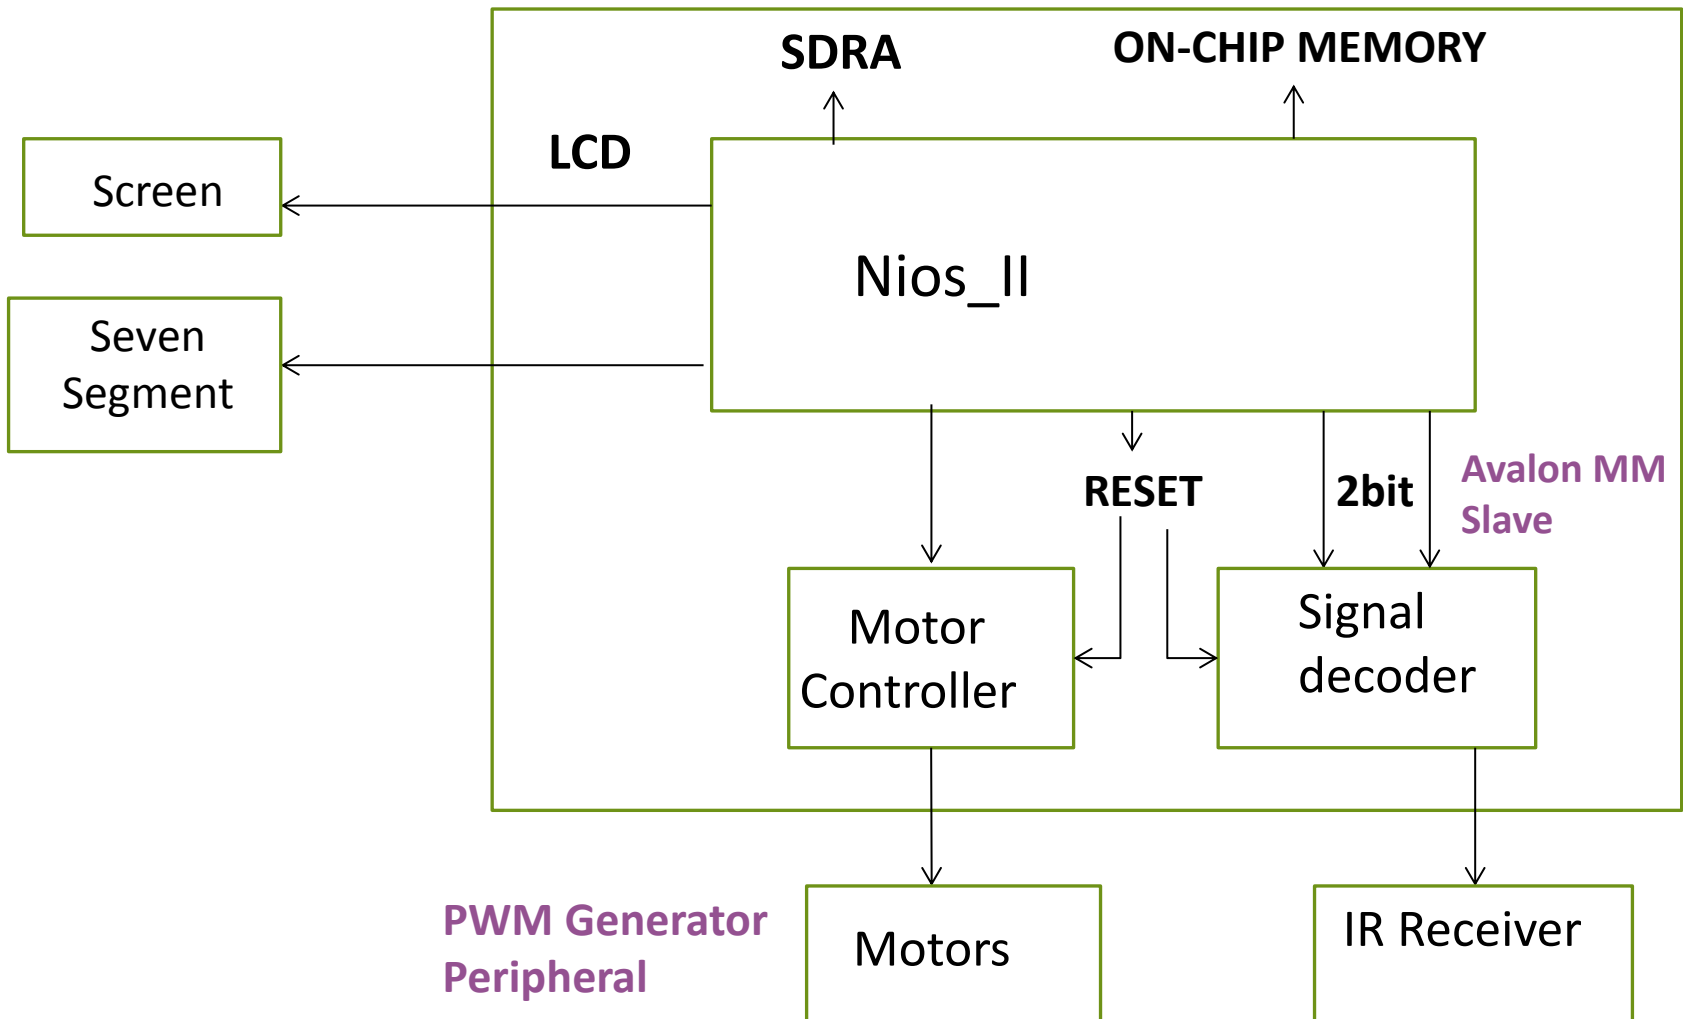 SDRA
ON-CHIP MEMORY
LCD
Screen
Nios_II
Seven
Segment
RESET
2bit
Avalon MM
Slave
Motor
Controller
Signal
decoder
PWM Generator
Peripheral
Motors
IR Receiver